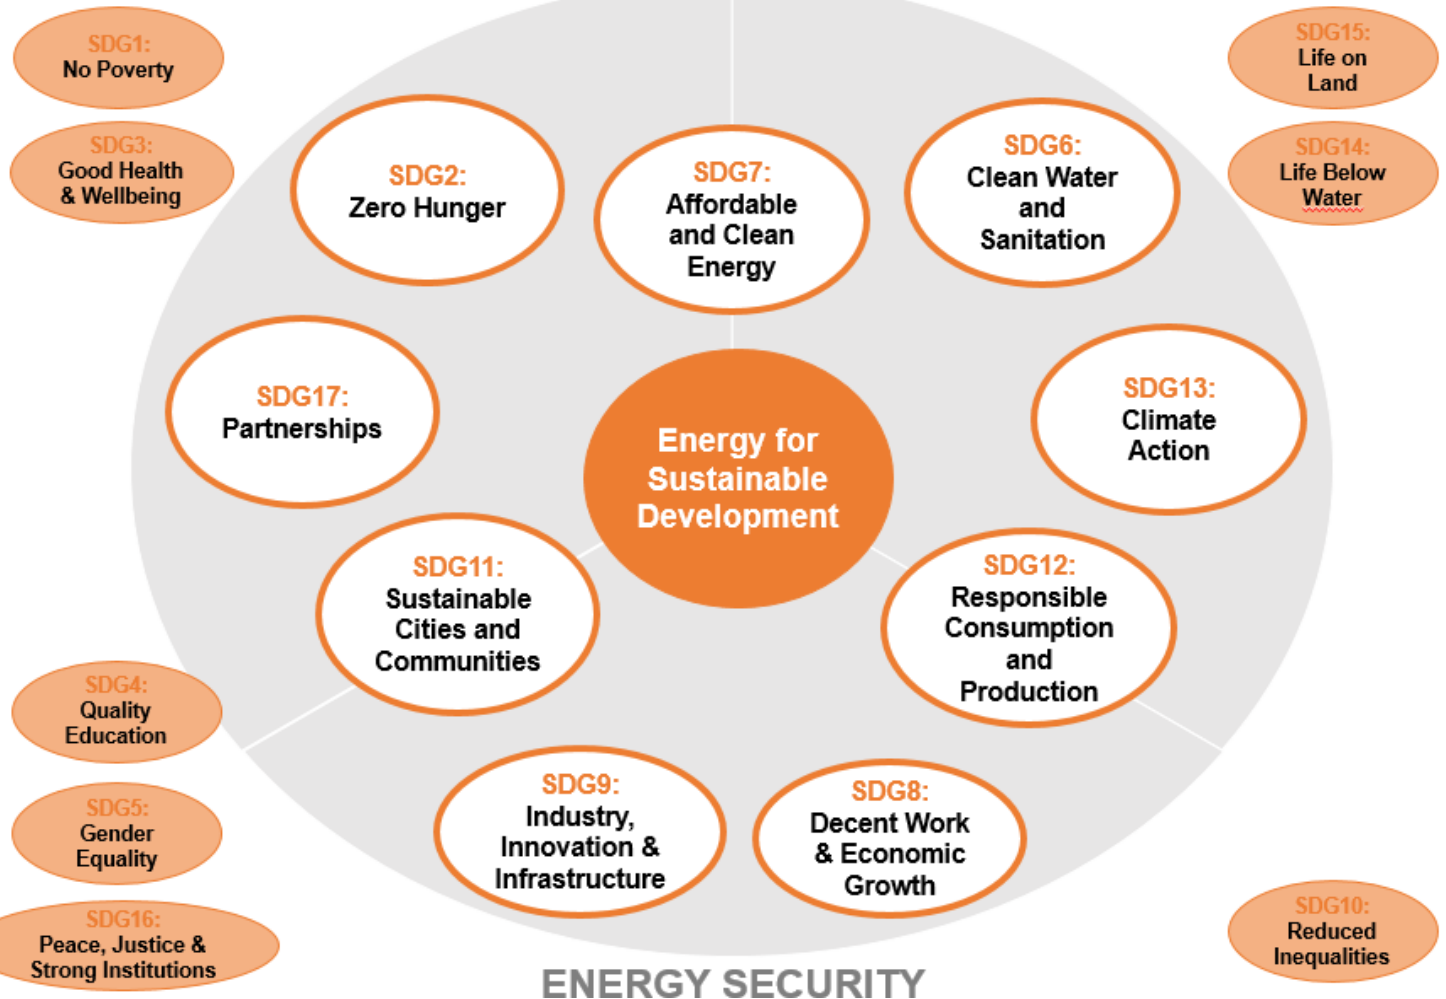 SDG1:
No Poverty
SDG3:
Good Health
& Wellbeing
SDG2:
Zero Hunger
SDG7:
Affordable
and Clean
Energy
SDG6:
Clean Water
and
Sanitation
SDG15:
Life on
Land
SDG14:
Life Below
Water
SDG17:
Partnerships
Energy for
Sustainable
Development
SDG13:
Climate
Action
SDG11:
Sustainable
Cities and
Communities
SDG12:
Responsible
Consumption
and
Production
SDG4:
Quality
Education
SDG5:
Gender
Equality
SDG16:
Peace, Justice &
Strong Institutions
SDG9:
Industry,
Innovation &
Infrastructure
SDG8:
Decent Work
& Economic
Growth
SDG10:
Reduced
Inequalities
ENERGY SECURITY